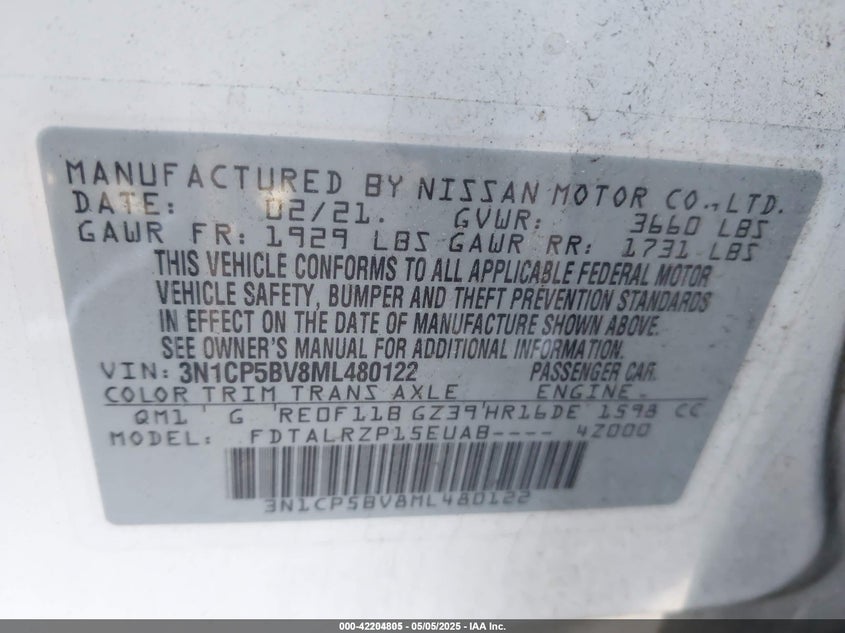 MANUFACTURED BY NISSAN MOTOR CO.,LTD.
DATE: 02/21. GVWR: 3660 LBS
GAWR FR: 1929 LBS GAWR RR: 1731 LBS
THIS VEHICLE CONFORMS TO ALL APPLICABLE FEDERAL MOTOR
VEHICLE SAFETY, BUMPER AND THEFT PREVENTION STANDARDS
IN EFFECT ON THE DATE OF MANUFACTURE SHOWN ABOVE.
SEE OWNER'S MANUAL FOR ADDITIONAL INFORMATION
VIN: 3N1CP5BV8ML480122 PASSENGER CAR.
COLOR TRIM TRANS AXLE ENGINE
QM1 G RE0F11B GZ39 HR16DE 1598 CC
MODEL: FDTALRZP15EUAB---- 4Z000
3N1CP5BV8ML480122
000-42204805 - 05/05/2025 - IAA Inc.